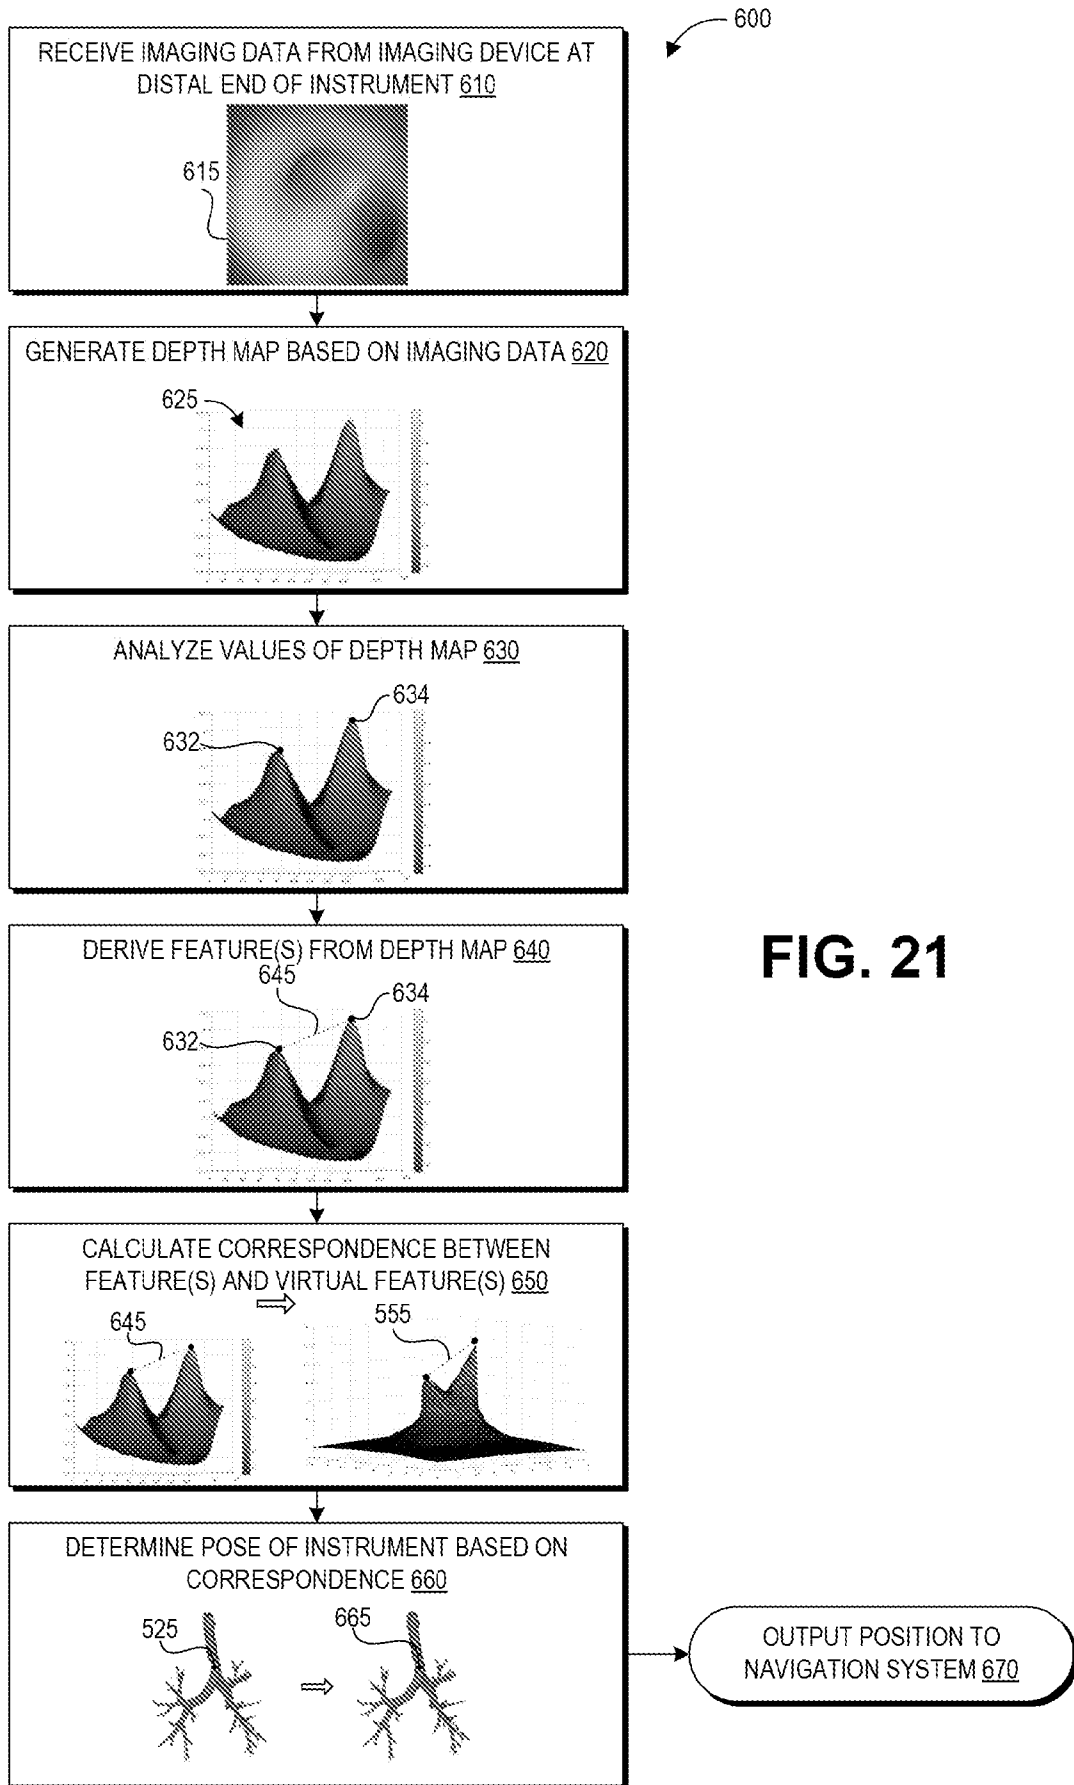 600
RECEIVE IMAGING DATA FROM IMAGING DEVICE AT
DISTAL END OF INSTRUMENT 610
615
GENERATE DEPTH MAP BASED ON IMAGING DATA 620
625
ANALYZE VALUES OF DEPTH MAP 630
634
632
DERIVE FEATURE(S) FROM DEPTH MAP 640
645
634
632
FIG. 21
CALCULATE CORRESPONDENCE BETWEEN
FEATURE(S) AND VIRTUAL FEATURE(S) 650
645
555
DETERMINE POSE OF INSTRUMENT BASED ON
CORRESPONDENCE 660
525
665
OUTPUT POSITION TO
NAVIGATION SYSTEM 670